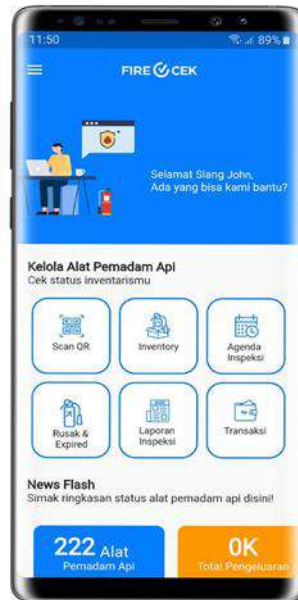 11:50
89%
FIRE CEK
Selamat Siang John,
Ada yang bisa kami bantu?
Kelola Alat Pemadam Api
Cek status inventarismu
Scan QR
Inventory
Agenda
Inspeksi
Rusak &
Expired
Laporan
Inspeksi
Transaksi
News Flash
Simak ringkasan status alat pemadam api disini!
222 Alat
Pemadam Api
0K
Total Pengeluaran